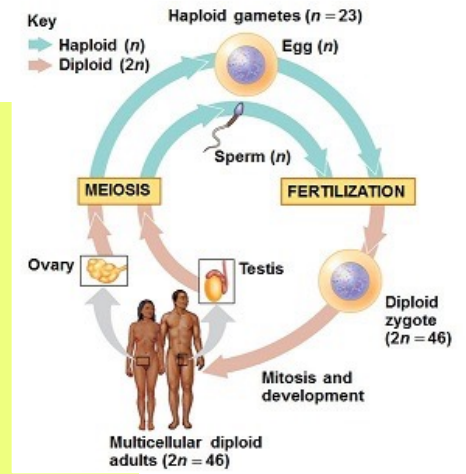 Haploid gametes (n = 23)
Key
Haploid (n)
Diploid (2n)
Egg (n)
Sperm (n)
MEIOSIS
FERTILIZATION
Ovary
Testis
Diploid
zygote
(2n = 46)
Mitosis and
development
Multicellular diploid
adults (2n = 46)